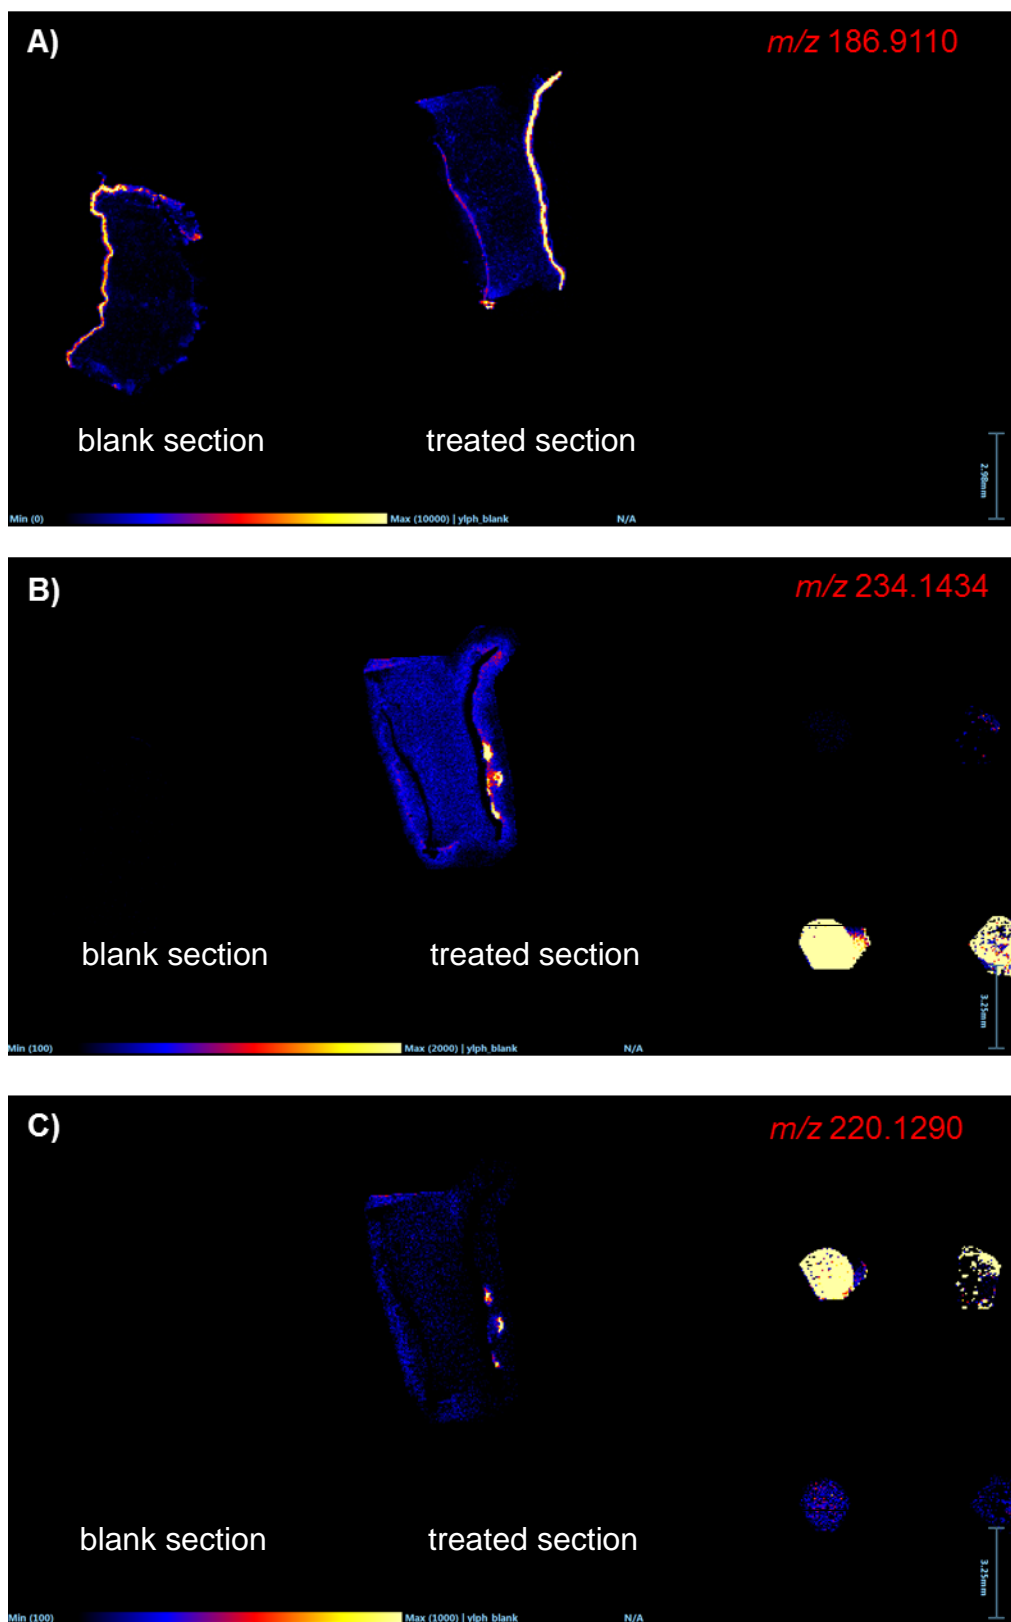 A)
m/z 186.9110
blank section
treated section
2.98mm
Min (0)
Max (10000) | ylph_blank
N/A
B)
m/z 234.1434
blank section
treated section
3.25mm
Min (100)
Max (2000) | ylph_blank
N/A
C)
m/z 220.1290
blank section
treated section
3.25mm
Min (100)
Max (1000) | ylph_blank
N/A